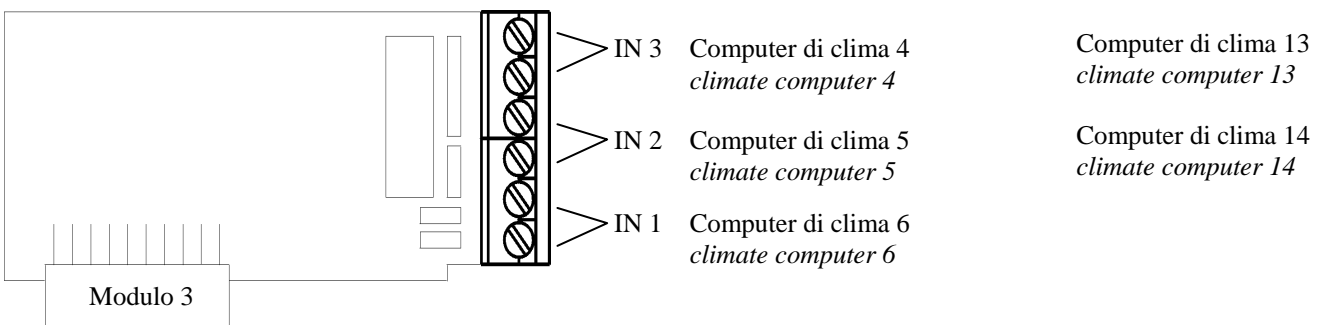 IN 3 Computer di clima 4 Computer di clima 13
climate computer 4 climate computer 13
IN 2 Computer di clima 5 Computer di clima 14
climate computer 5 climate computer 14
IN 1 Computer di clima 6
climate computer 6
Modulo 3